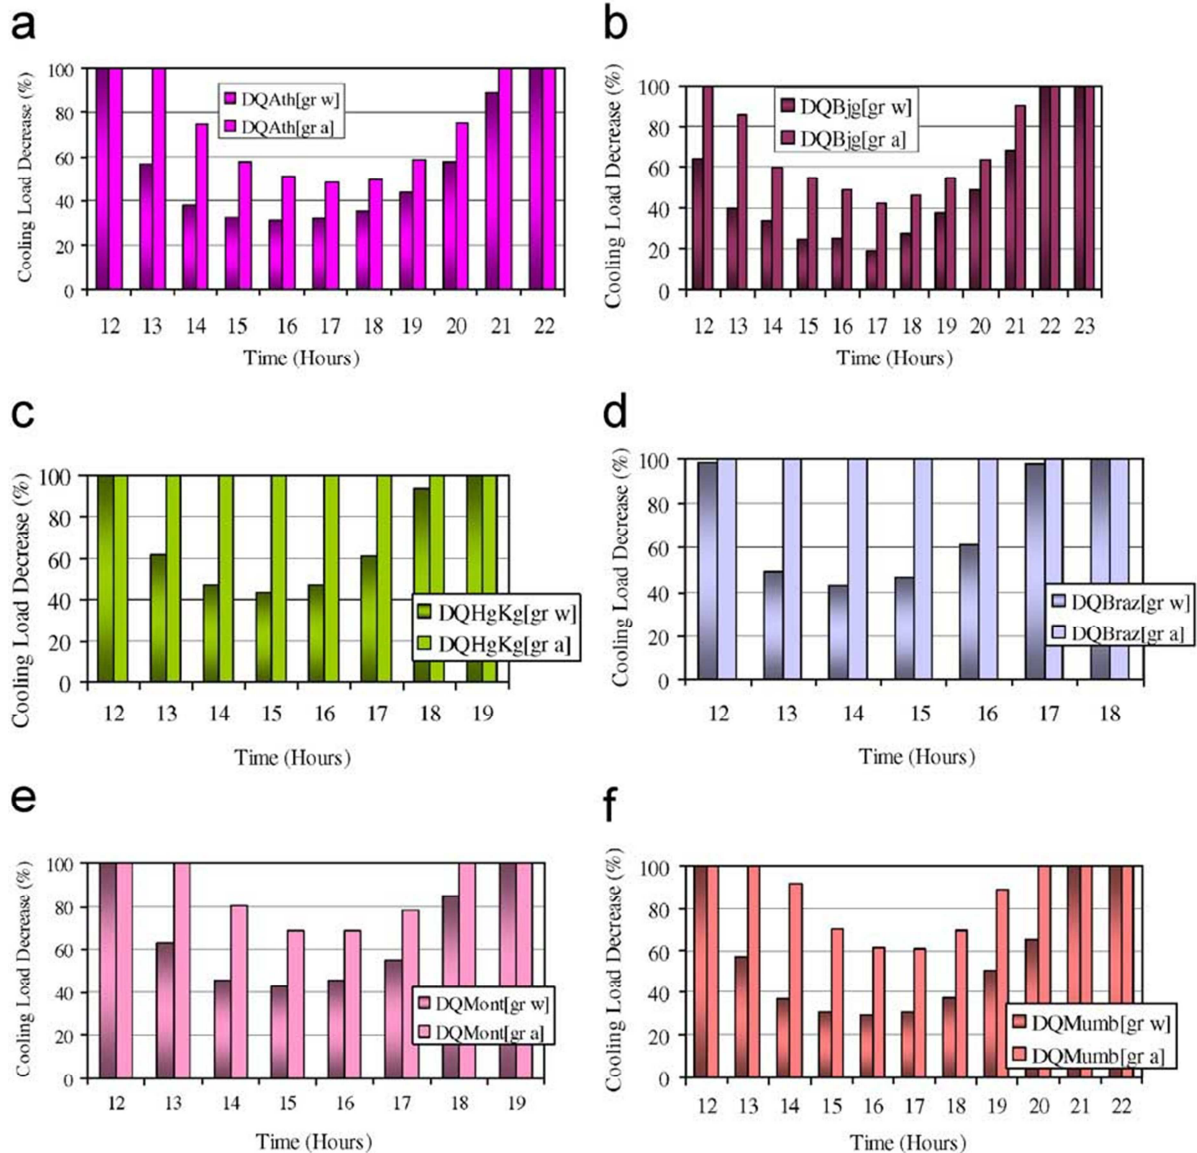 a
Cooling Load Decrease (%)
100
80
60
40
20
0
DQAth[gr w]
DQAth[gr a]
12 13 14 15 16 17 18 19 20 21 22
Time (Hours)
b
Cooling Load Decrease (%)
100
80
60
40
20
0
DQBjg[gr w]
DQBjg[gr a]
12 13 14 15 16 17 18 19 20 21 22 23
Time (Hours)
c
Cooling Load Decrease (%)
100
80
60
40
20
0
DQHgKg[gr w]
DQHgKg[gr a]
12 13 14 15 16 17 18 19
Time (Hours)
d
Cooling Load Decrease (%)
100
80
60
40
20
0
DQBraz[gr w]
DQBraz[gr a]
12 13 14 15 16 17 18
Time (Hours)
e
Cooling Load Decrease (%)
100
80
60
40
20
0
DQMont[gr w]
DQMont[gr a]
12 13 14 15 16 17 18 19
Time (Hours)
f
Cooling Load Decrease (%)
100
80
60
40
20
0
DQMumb[gr w]
DQMumb[gr a]
12 13 14 15 16 17 18 19 20 21 22
Time (Hours)